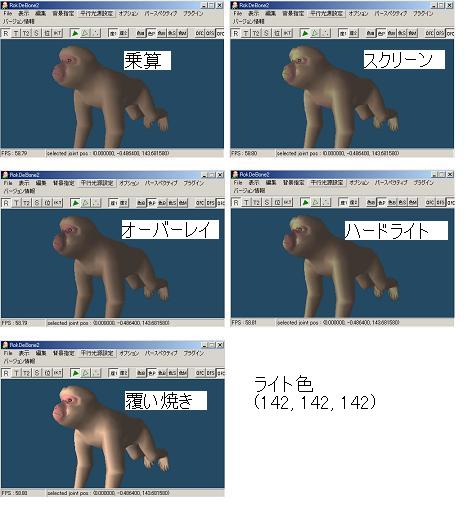 RokDeBone2
File 表示 編集 背景指定 平行光源設定 オプション パースペクティブ プラグイン
バージョン情報
R T T2 S 位 I*T
乗算
FPS : 58.79 selected joint pos : (0.000000, -0.486400, 143.681580)
RokDeBone2
File 表示 編集 背景指定 平行光源設定 オプション パースペクティブ プラグイン
バージョン情報
R T T2 S 位 I*T
スクリーン
FPS : 58.80 selected joint pos : (0.000000, -0.486400, 143.681580)
RokDeBone2
File 表示 編集 背景指定 平行光源設定 オプション パースペクティブ プラグイン
バージョン情報
R T T2 S 位 I*T
オーバーレイ
FPS : 58.79 selected joint pos : (0.000000, -0.486400, 143.681580)
RokDeBone2
File 表示 編集 背景指定 平行光源設定 オプション パースペクティブ プラグイン
バージョン情報
R T T2 S 位 I*T
ハードライト
FPS : 58.81 selected joint pos : (0.000000, -0.486400, 143.681580)
RokDeBone2
File 表示 編集 背景指定 平行光源設定 オプション パースペクティブ プラグイン
バージョン情報
R T T2 S 位 I*T
覆い焼き
FPS : 58.80 selected joint pos : (0.000000, -0.486400, 143.681580)
ライト色
(142, 142, 142)